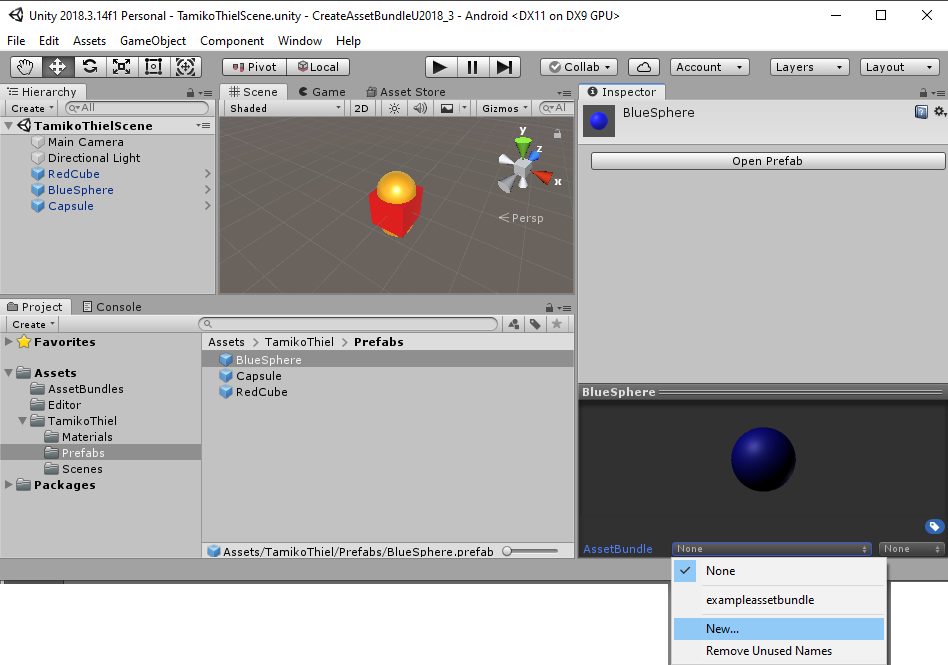 Unity 2018.3.14f1 Personal - TamikoThielScene.unity - CreateAssetBundleU2018_3 - Android <DX11 on DX9 GPU>
File Edit Assets GameObject Component Window Help
Pivot Local Collab Account Layers Layout
Hierarchy
Create All
TamikoThielScene
Main Camera
Directional Light
RedCube
BlueSphere
Capsule
Scene Game Asset Store
Shaded 2D Gizmos All
y
z
x
Persp
Inspector
BlueSphere
Open Prefab
Project Console
Create
Favorites
Assets
AssetBundles
Editor
TamikoThiel
Materials
Prefabs
Scenes
Packages
Assets > TamikoThiel > Prefabs
BlueSphere
Capsule
RedCube
Assets/TamikoThiel/Prefabs/BlueSphere.prefab
BlueSphere
AssetBundle None None
None
exampleassetbundle
New...
Remove Unused Names